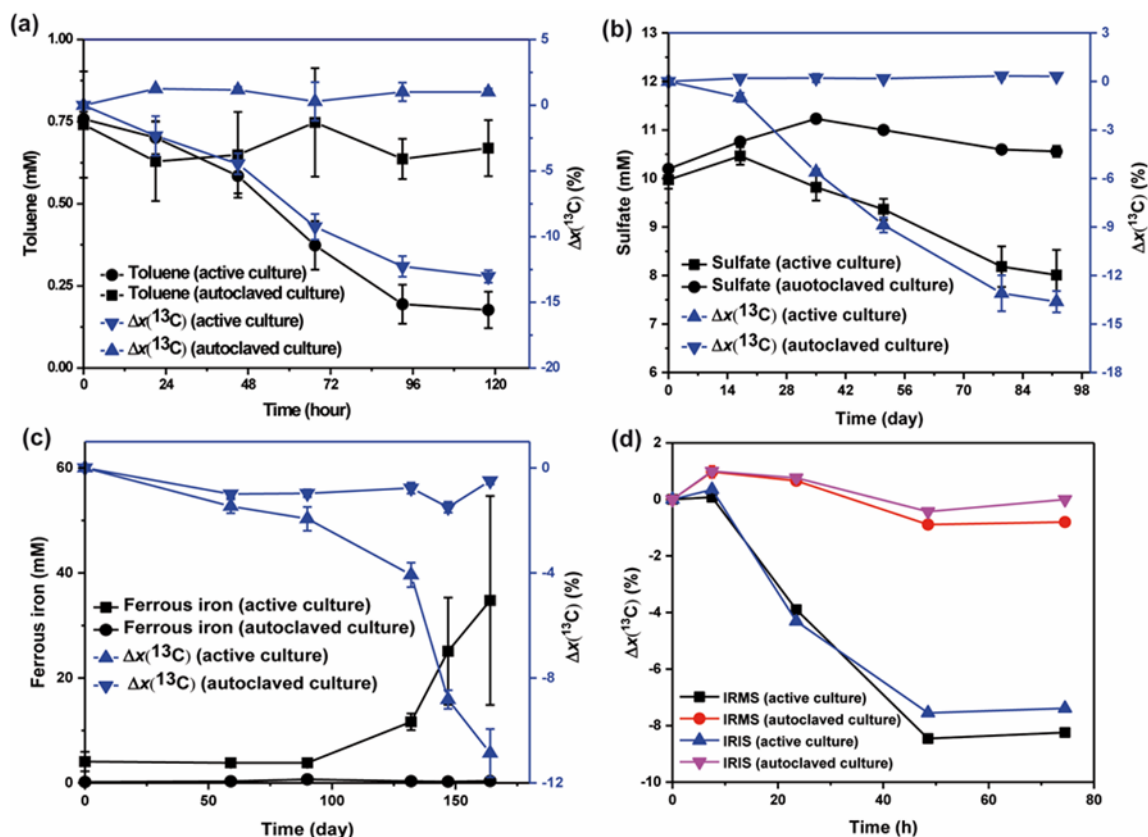 (a)
1.00
0.75
0.50
0.25
0.00
Toluene (mM)
5
0
-5
-10
-15
-20
Δx(¹³C) (%)
Toluene (active culture)
Toluene (autoclaved culture)
Δx(¹³C) (active culture)
Δx(¹³C) (autoclaved culture)
0 24 48 72 96 120
Time (hour)
(b)
13
12
11
10
9
8
7
6
Sulfate (mM)
3
0
-3
-6
-9
-12
-15
-18
Δx(¹³C) (%)
Sulfate (active culture)
Sulfate (auotoclaved culture)
Δx(¹³C) (active culture)
Δx(¹³C) (autoclaved culture)
0 14 28 42 56 70 84 98
Time (day)
(c)
60
40
20
0
Ferrous iron (mM)
0
-4
-8
-12
Δx(¹³C) (%)
Ferrous iron (active culture)
Ferrous iron (autoclaved culture)
Δx(¹³C) (active culture)
Δx(¹³C) (autoclaved culture)
0 50 100 150
Time (day)
(d)
2
0
-2
-4
-6
-8
-10
Δx(¹³C) (%)
IRMS (active culture)
IRMS (autoclaved culture)
IRIS (active culture)
IRIS (autoclaved culture)
0 20 40 60 80
Time (h)